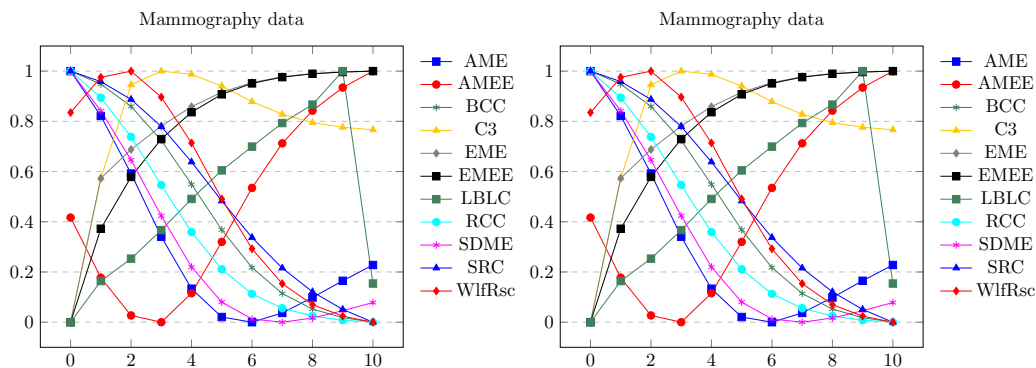 Mammography data
0
0.2
0.4
0.6
0.8
1
0
2
4
6
8
10
AME
AMEE
BCC
C3
EME
EMEE
LBLC
RCC
SDME
SRC
WlfRsc
Mammography data
0
0.2
0.4
0.6
0.8
1
0
2
4
6
8
10
AME
AMEE
BCC
C3
EME
EMEE
LBLC
RCC
SDME
SRC
WlfRsc